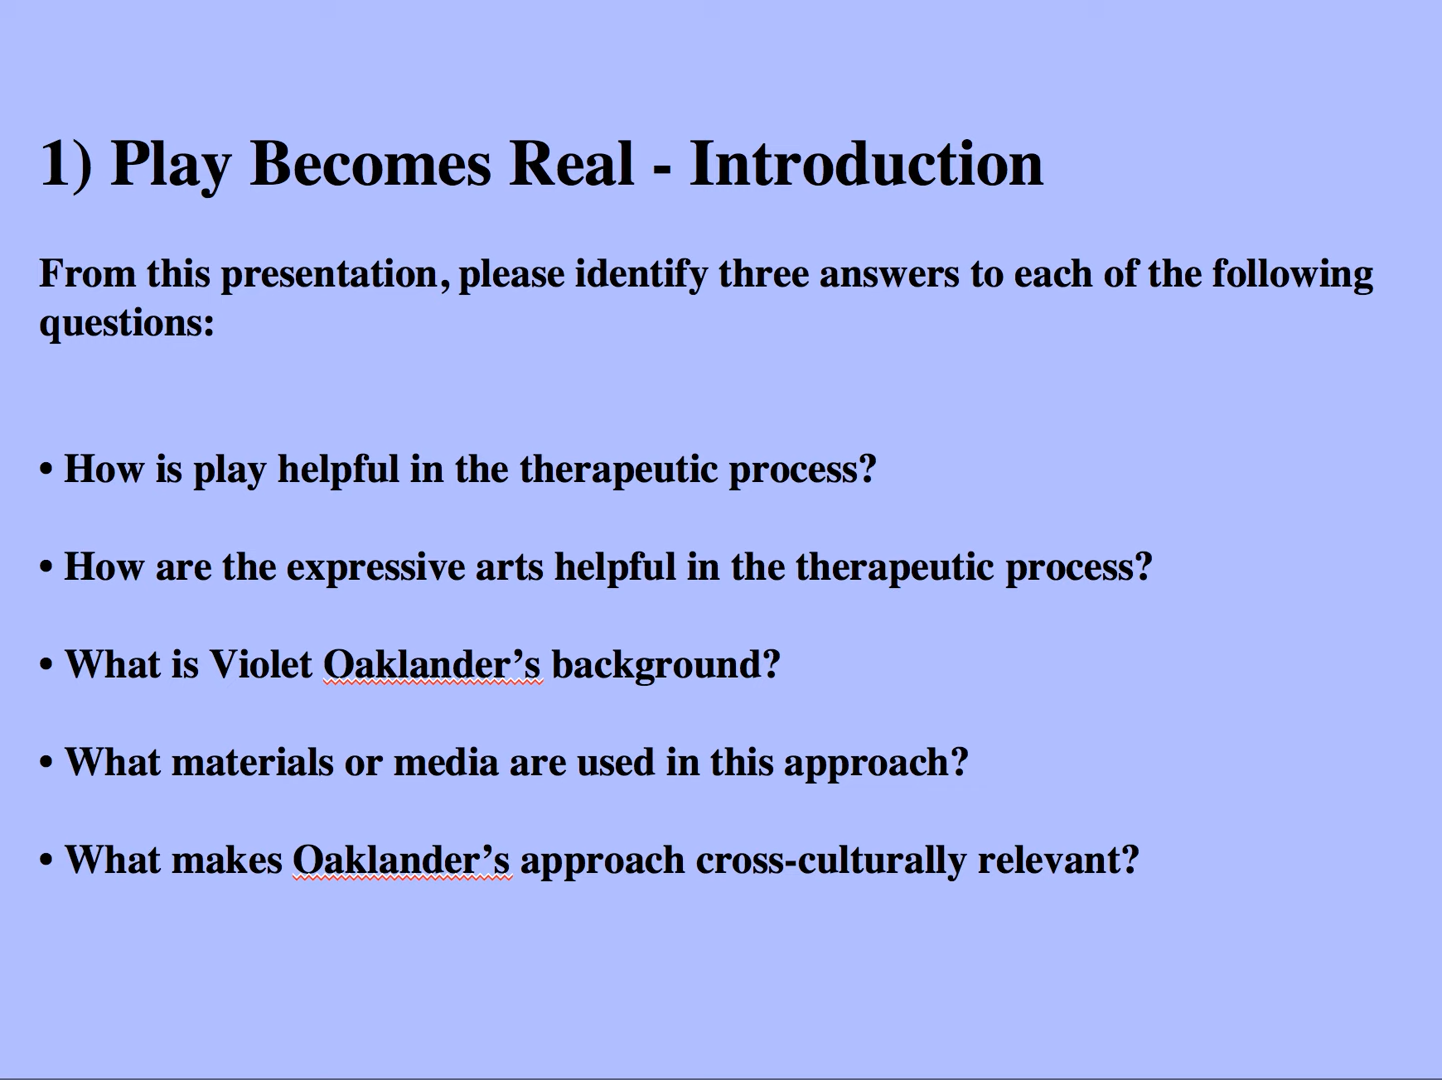 1) Play Becomes Real - Introduction
From this presentation, please identify three answers to each of the following
questions:
• How is play helpful in the therapeutic process?
• How are the expressive arts helpful in the therapeutic process?
• What is Violet Oaklander’s background?
• What materials or media are used in this approach?
• What makes Oaklander’s approach cross-culturally relevant?